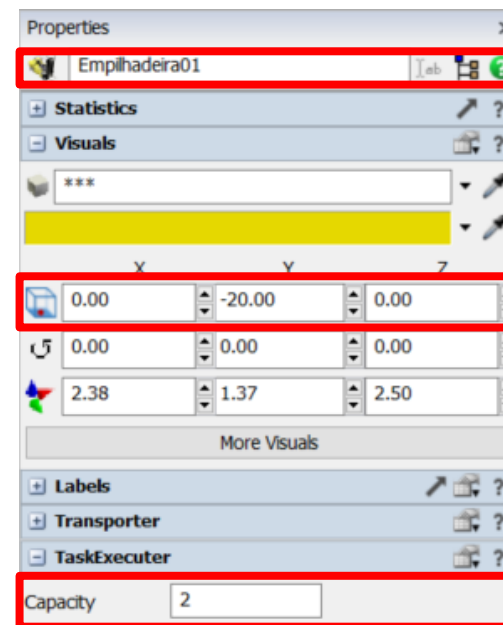 Properties
Empilhadeira01
Statistics
Visuals
***
X Y Z
0.00 -20.00 0.00
0.00 0.00 0.00
2.38 1.37 2.50
More Visuals
Labels
Transporter
TaskExecuter
Capacity 2